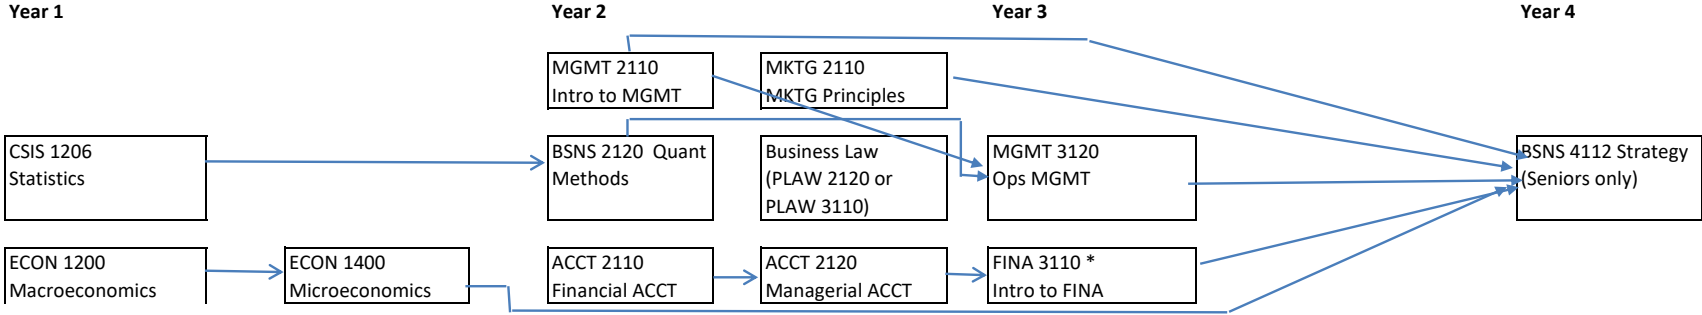 Year 1
Year 2
Year 3
Year 4
MGMT 2110
Intro to MGMT
MKTG 2110
MKTG Principles
CSIS 1206
Statistics
BSNS 2120 Quant
Methods
Business Law
(PLAW 2120 or
PLAW 3110)
MGMT 3120
Ops MGMT
BSNS 4112 Strategy
(Seniors only)
ECON 1200
Macroeconomics
ECON 1400
Microeconomics
ACCT 2110
Financial ACCT
ACCT 2120
Managerial ACCT
FINA 3110 *
Intro to FINA